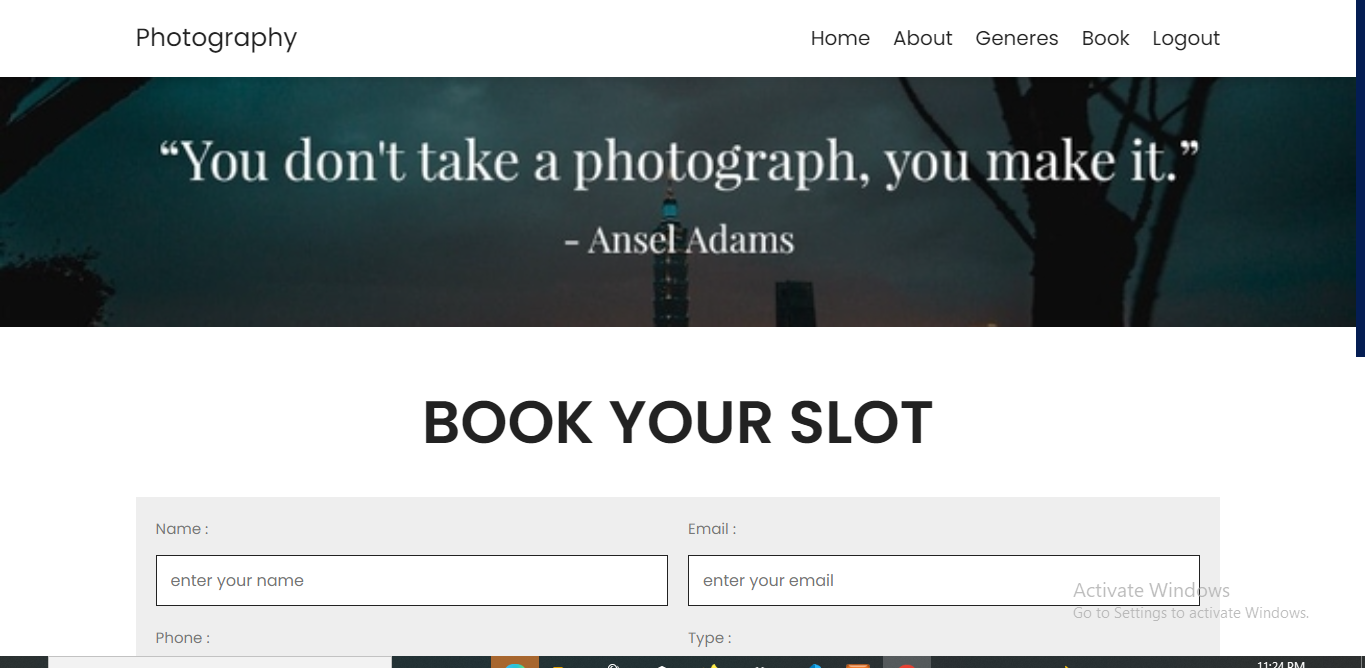 Photography
Home About Generes Book Logout
“You don't take a photograph, you make it.”
- Ansel Adams
BOOK YOUR SLOT
Name : Email :
enter your name enter your email
Activate Windows
Go to Settings to activate Windows.
Phone : Type :
11:24 PM